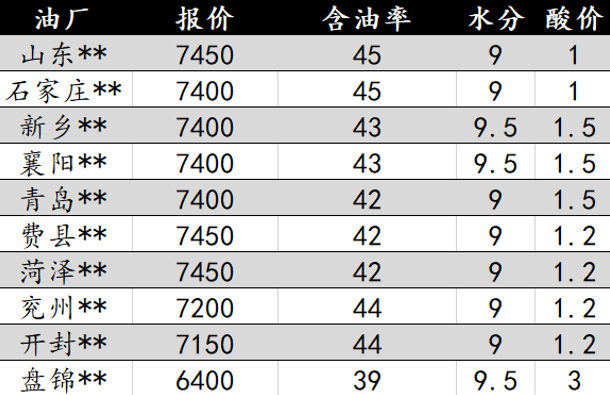 油厂 报价 含油率 水分 酸价
山东** 7450 45 9 1
石家庄** 7400 45 9 1
新乡** 7400 43 9.5 1.5
襄阳** 7400 43 9.5 1.5
青岛** 7400 42 9 1.5
费县** 7450 42 9 1.2
菏泽** 7450 42 9 1.2
兖州** 7200 44 9 1.2
开封** 7150 44 9 1.2
盘锦** 6400 39 9.5 3